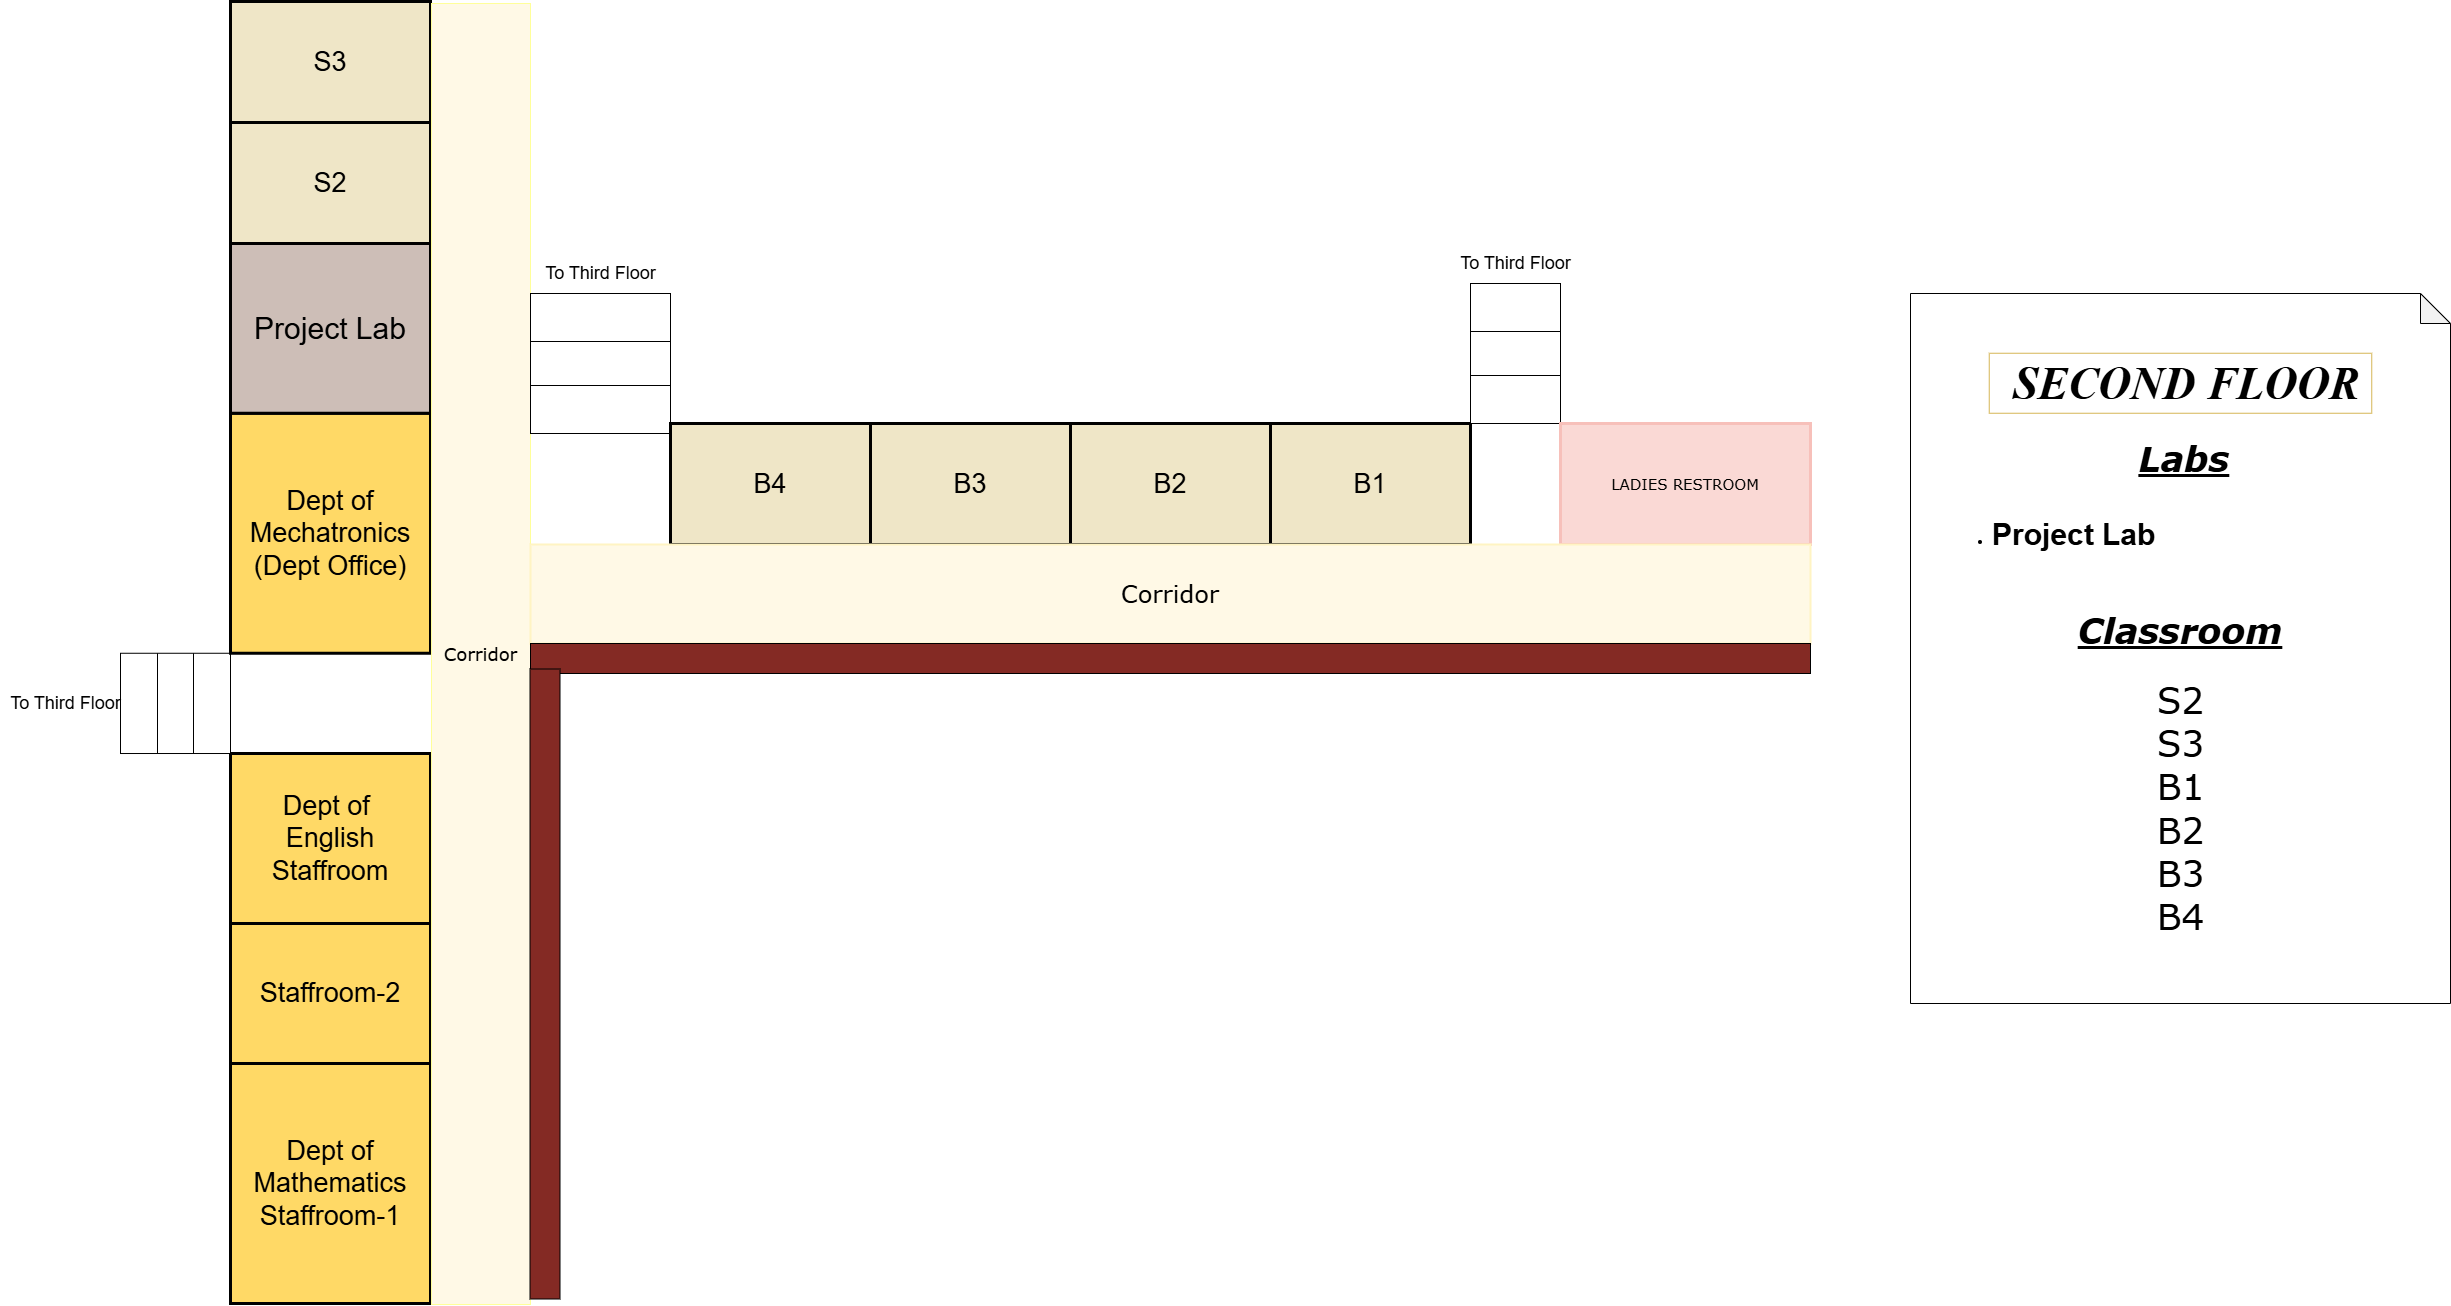 S3
S2
Project Lab
Dept of
Mechatronics
(Dept Office)
To Third Floor
Dept of
English
Staffroom
Staffroom-2
Dept of
Mathematics
Staffroom-1
Corridor
To Third Floor
To Third Floor
B4
B3
B2
B1
LADIES RESTROOM
Corridor
SECOND FLOOR
Labs
. Project Lab
Classroom
S2
S3
B1
B2
B3
B4